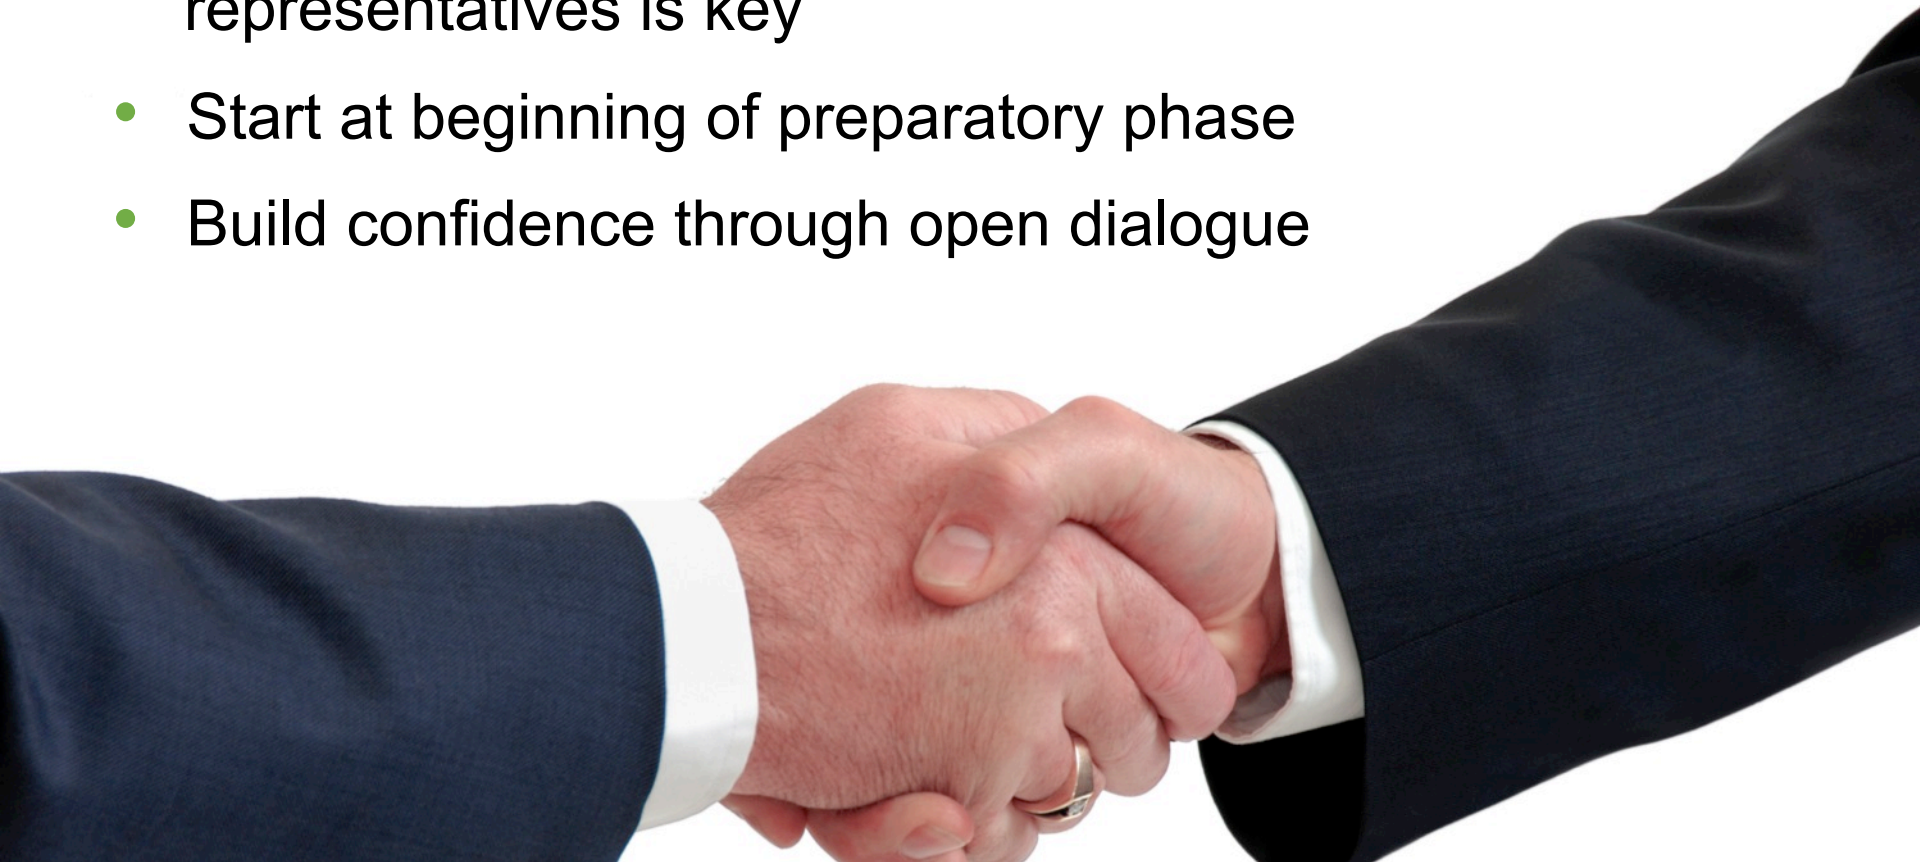 representatives is key
• Start at beginning of preparatory phase
• Build confidence through open dialogue